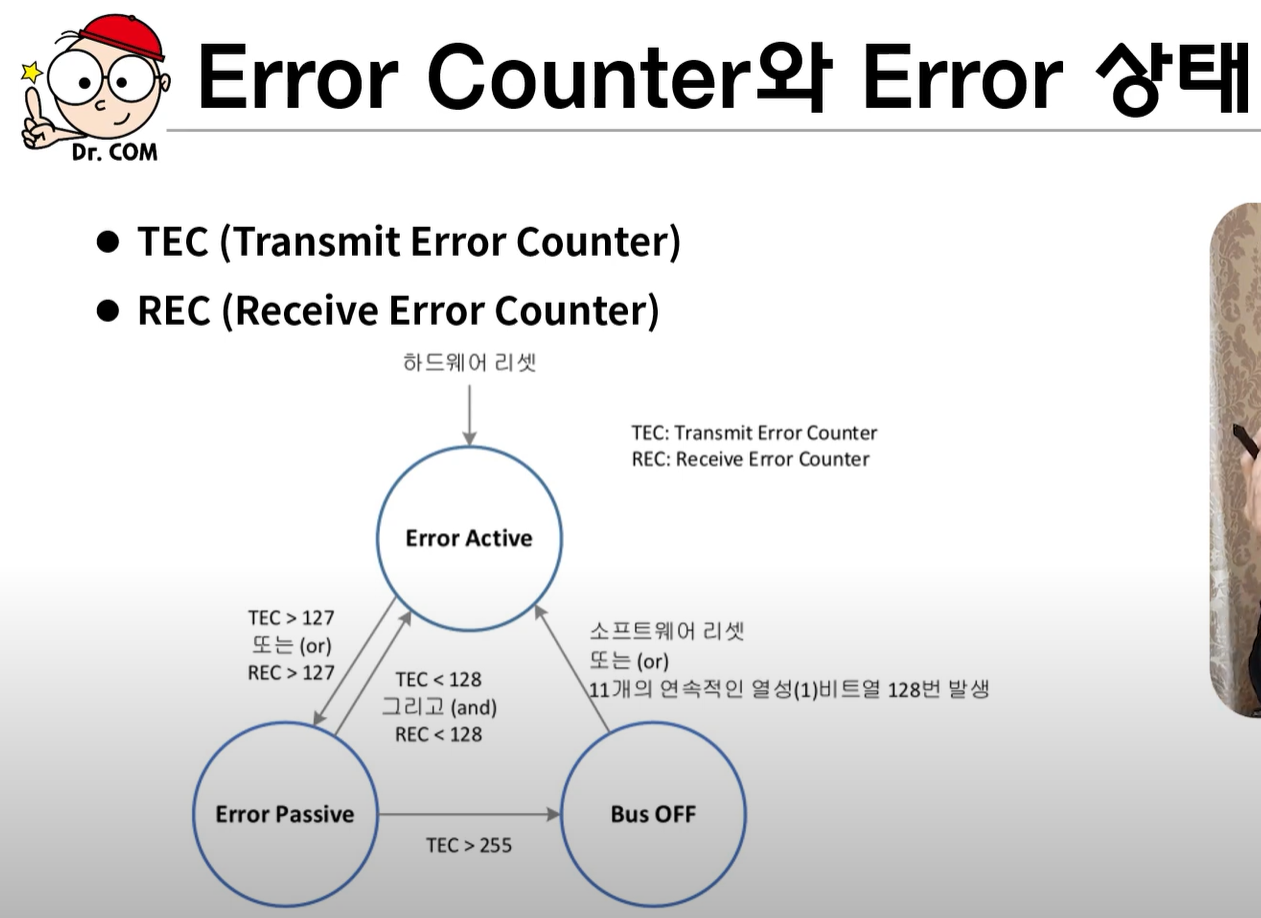 Error Counter와 Error 상태
Dr. COM
● TEC (Transmit Error Counter)
● REC (Receive Error Counter)
하드웨어 리셋
TEC: Transmit Error Counter
REC: Receive Error Counter
Error Active
TEC > 127
또는 (or)
REC > 127
TEC < 128
그리고 (and)
REC < 128
소프트웨어 리셋
또는 (or)
11개의 연속적인 열성(1)비트열 128번 발생
Error Passive
Bus OFF
TEC > 255